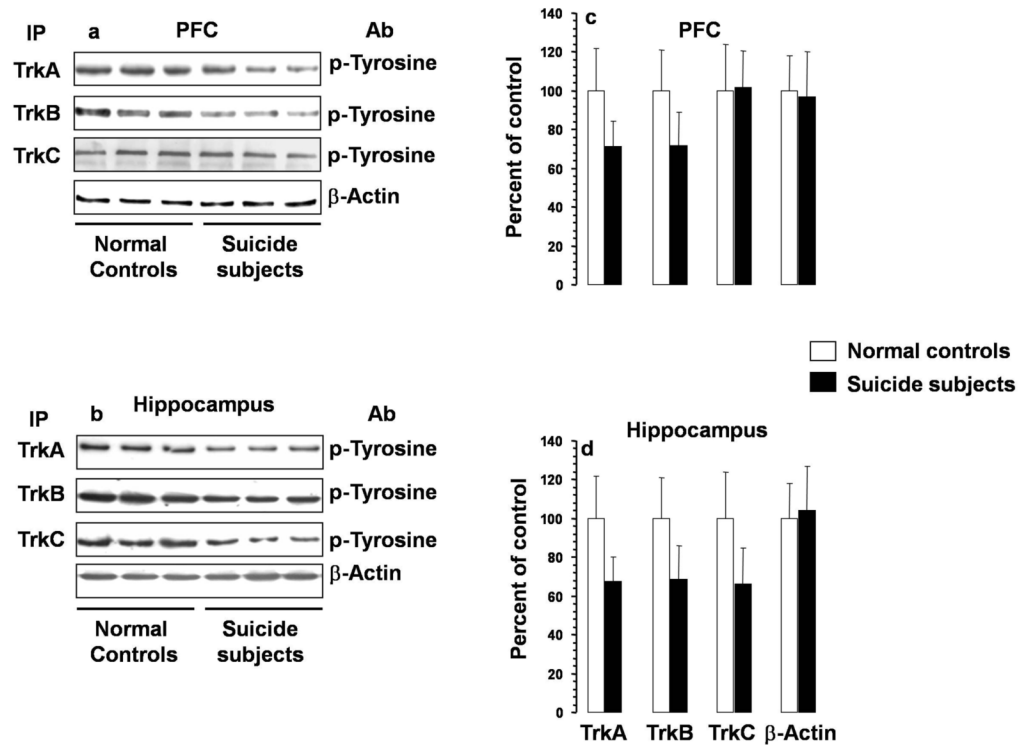 IP a PFC Ab
TrkA p-Tyrosine
TrkB p-Tyrosine
TrkC p-Tyrosine
β-Actin
Normal Controls
Suicide subjects
c PFC
Percent of control
140
120
100
80
60
40
20
0
Normal controls
Suicide subjects
IP b Hippocampus Ab
TrkA p-Tyrosine
TrkB p-Tyrosine
TrkC p-Tyrosine
β-Actin
Normal Controls
Suicide subjects
d Hippocampus
Percent of control
140
120
100
80
60
40
20
0
TrkA TrkB TrkC β-Actin